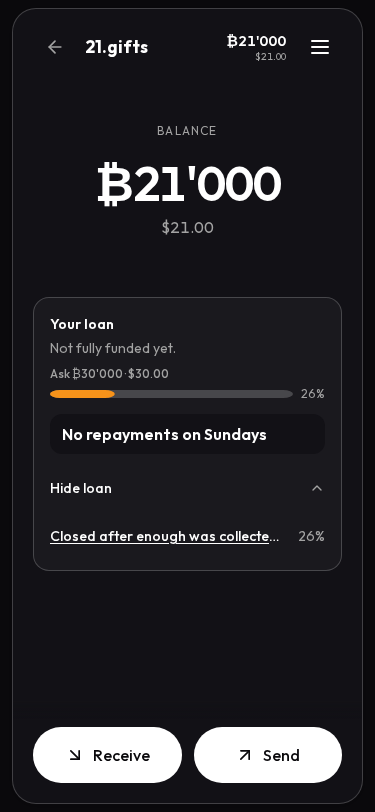 21.gifts
₿21'000
$21.00
BALANCE
₿21'000
$21.00
Your loan
Not fully funded yet.
Ask ₿30'000 · $30.00
26%
No repayments on Sundays
Hide loan
Closed after enough was collecte... 26%
Receive
Send